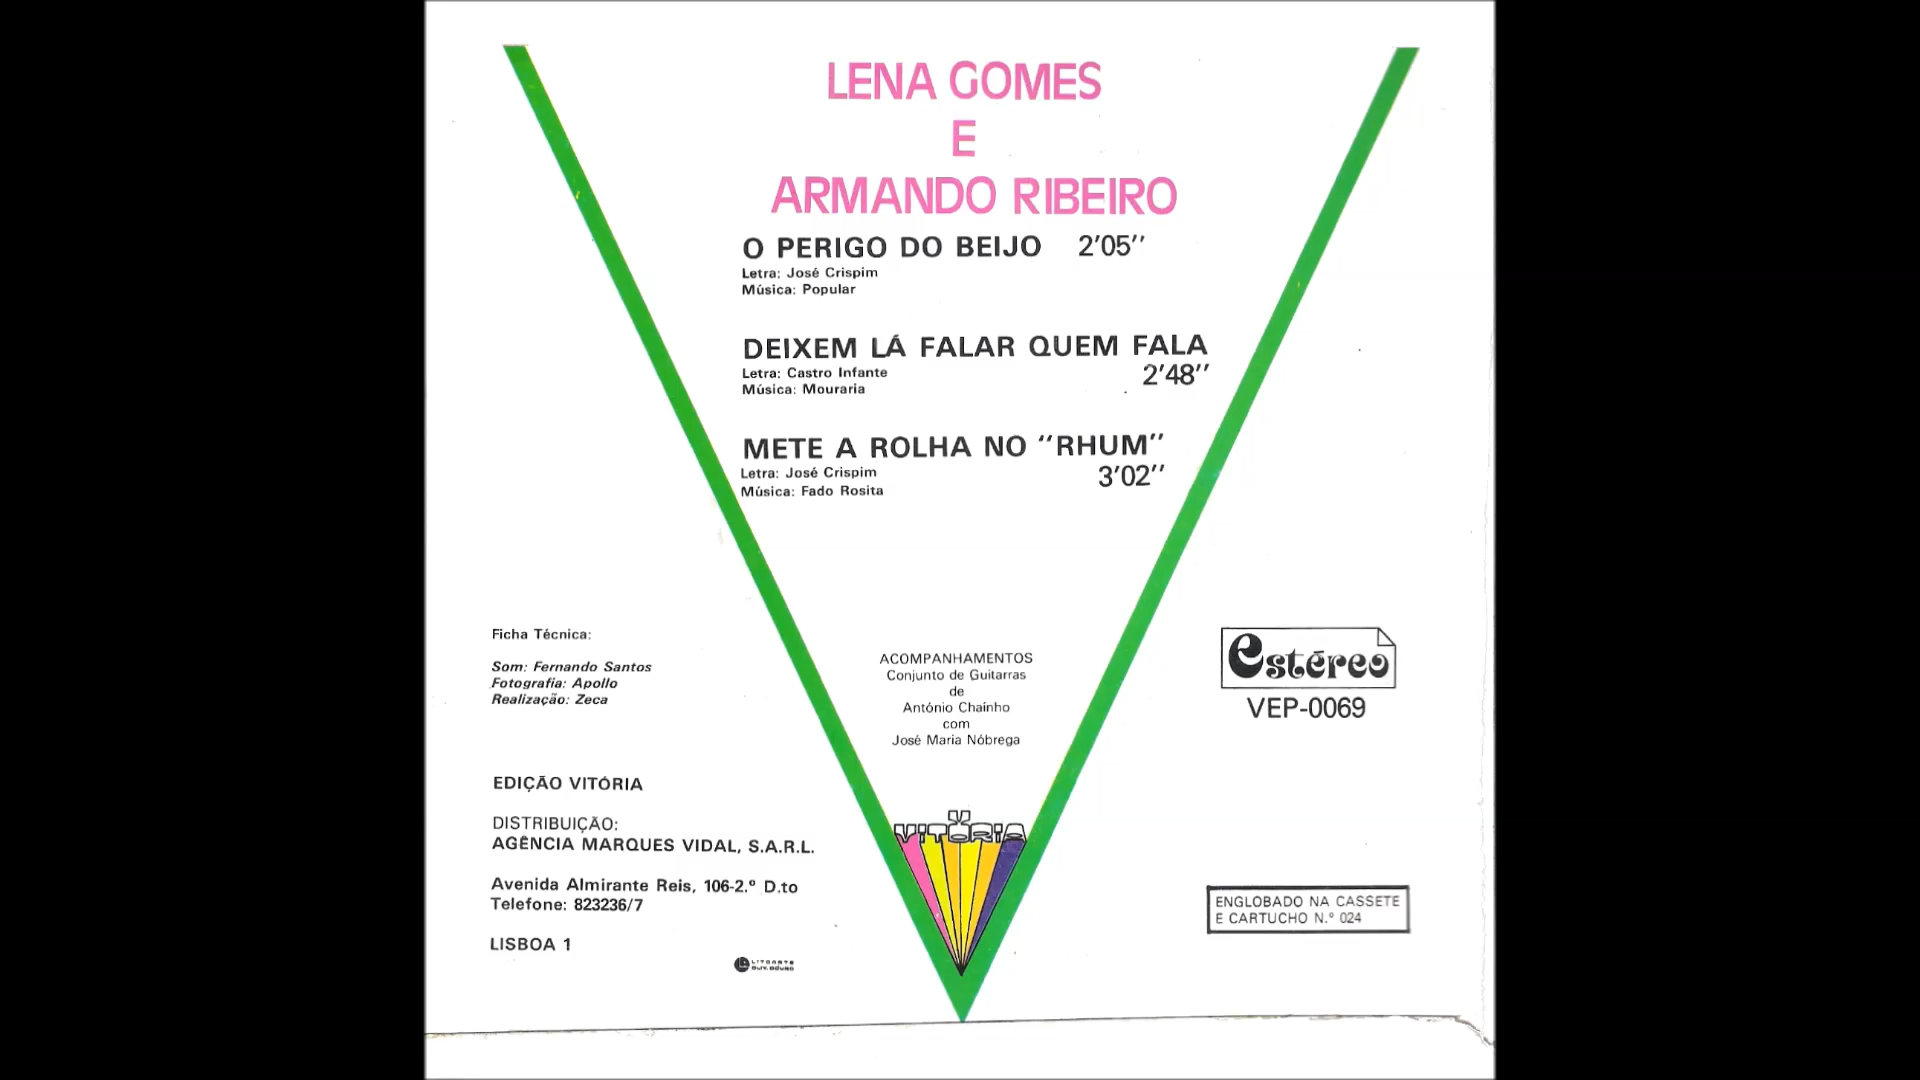 LENA GOMES
E
ARMANDO RIBEIRO
O PERIGO DO BEIJO 2'05''
Letra: José Crispim
Música: Popular
DEIXEM LÁ FALAR QUEM FALA
Letra: Castro Infante
2'48''
Música: Mouraria
METE A ROLHA NO "RHUM"
Letra: José Crispim
3'02''
Música: Fado Rosita
Ficha Técnica:
Som: Fernando Santos
Fotografia: Apollo
Realização: Zeca
ACOMPANHAMENTOS
Conjunto de Guitarras
de
António Chainho
com
José Maria Nóbrega
estéreo
VEP-0069
EDIÇÃO VITÓRIA
DISTRIBUIÇÃO:
AGÊNCIA MARQUES VIDAL, S.A.R.L.
Avenida Almirante Reis, 106-2.º D.to
Telefone: 823236/7
LISBOA 1
V
VITÓRIA
ENGLOBADO NA CASSETE
E CARTUCHO N.º 024